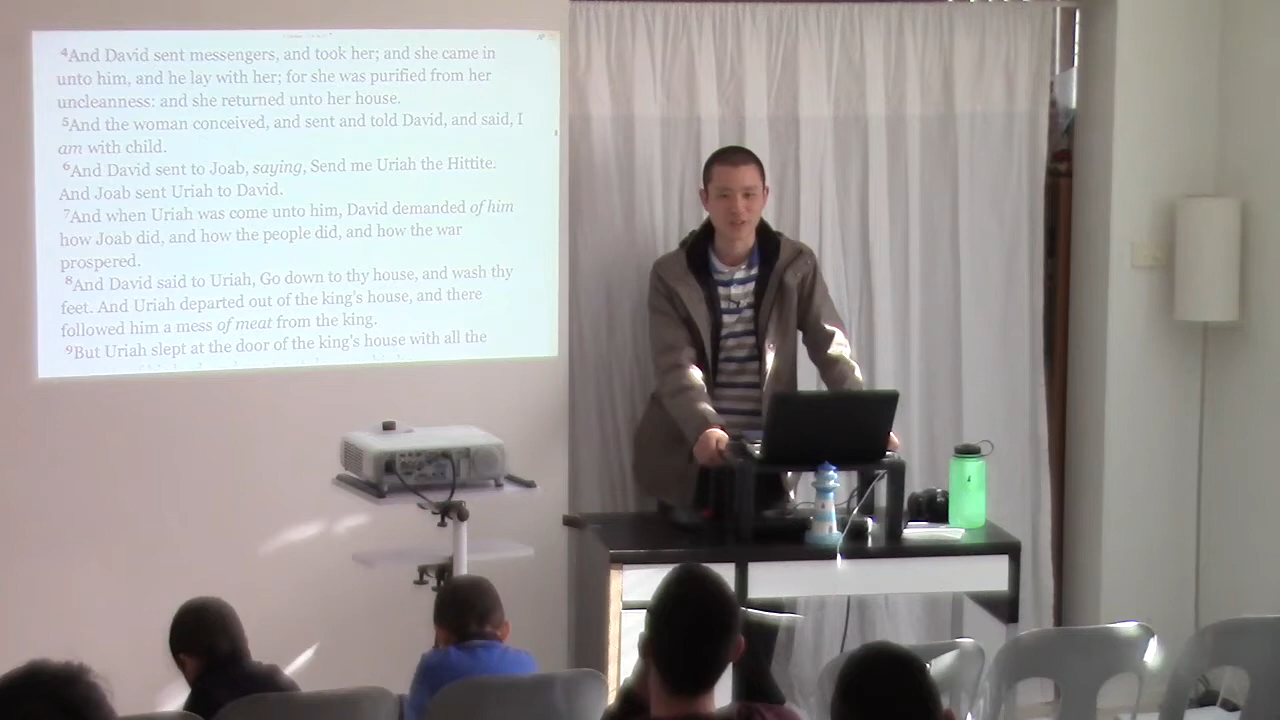 ⁴And David sent messengers, and took her; and she came in
unto him, and he lay with her; for she was purified from her
uncleanness: and she returned unto her house.
⁵And the woman conceived, and sent and told David, and said, I
am with child.
⁶And David sent to Joab, saying, Send me Uriah the Hittite.
And Joab sent Uriah to David.
⁷And when Uriah was come unto him, David demanded of him
how Joab did, and how the people did, and how the war
prospered.
⁸And David said to Uriah, Go down to thy house, and wash thy
feet. And Uriah departed out of the king's house, and there
followed him a mess of meat from the king.
⁹But Uriah slept at the door of the king's house with all the